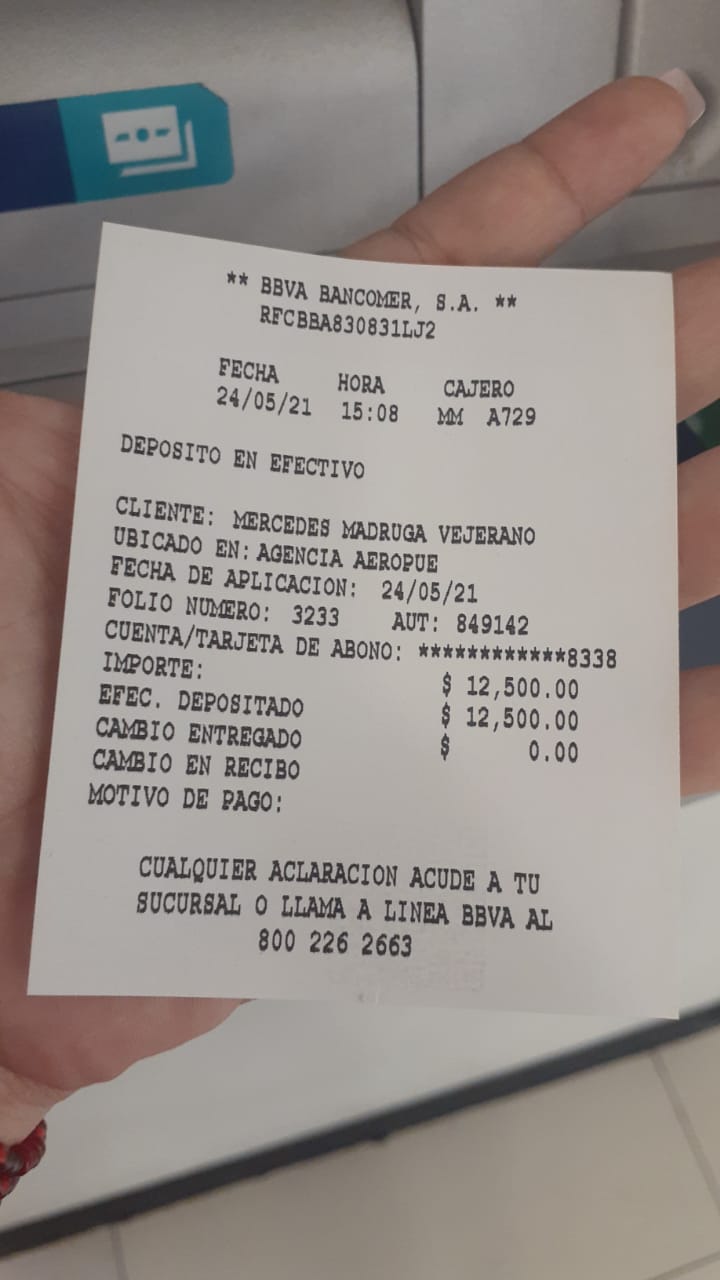 ** BBVA BANCOMER, S.A. **
RFCBBA830831LJ2
FECHA HORA CAJERO
24/05/21 15:08 MM A729
DEPOSITO EN EFECTIVO
CLIENTE: MERCEDES MADRUGA VEJERANO
UBICADO EN: AGENCIA AEROPUE
FECHA DE APLICACION: 24/05/21
FOLIO NUMERO: 3233 AUT: 849142
CUENTA/TARJETA DE ABONO: ************8338
IMPORTE: $ 12,500.00
EFEC. DEPOSITADO $ 12,500.00
CAMBIO ENTREGADO $ 0.00
CAMBIO EN RECIBO
MOTIVO DE PAGO:
CUALQUIER ACLARACION ACUDE A TU
SUCURSAL O LLAMA A LINEA BBVA AL
800 226 2663